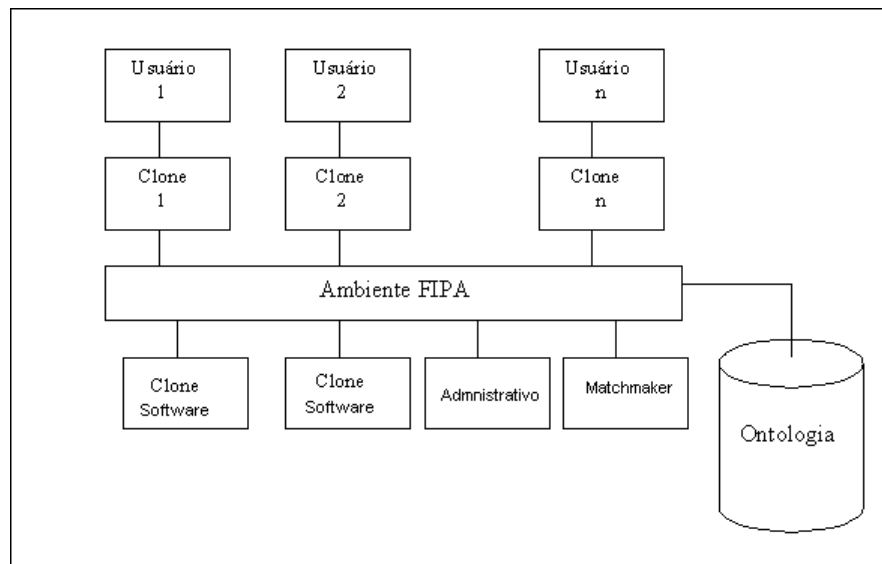 Usuário
1
Usuário
2
Usuário
n
Clone
1
Clone
2
Clone
n
Ambiente FIPA
Clone
Software
Clone
Software
Admnistrativo
Matchmaker
Ontologia